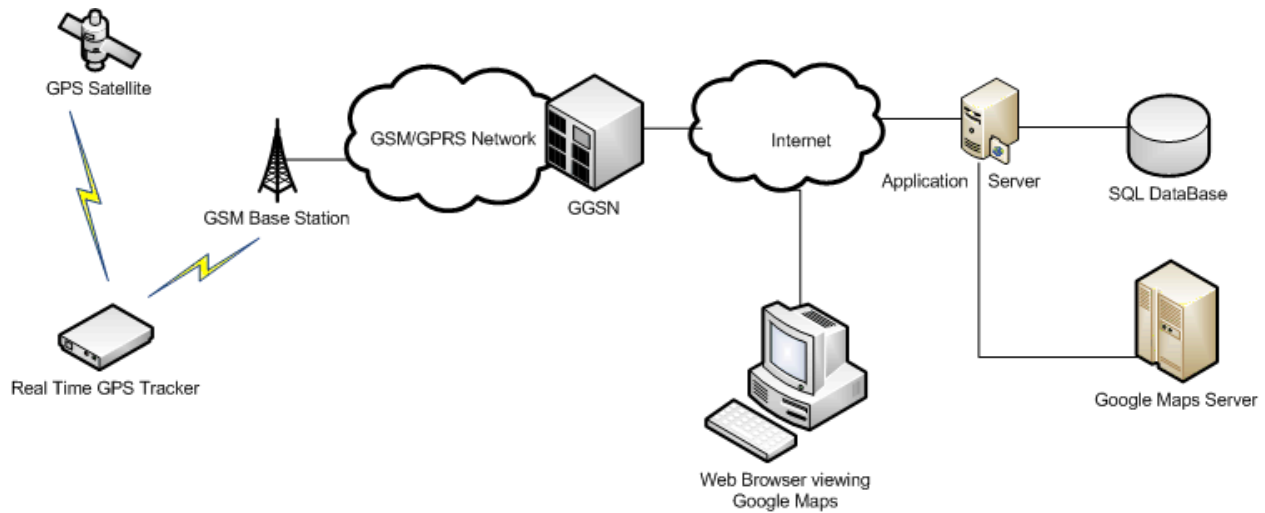 GPS Satellite
GSM/GPRS Network
Internet
Application Server
SQL DataBase
GGSN
GSM Base Station
Real Time GPS Tracker
Google Maps Server
Web Browser viewing
Google Maps